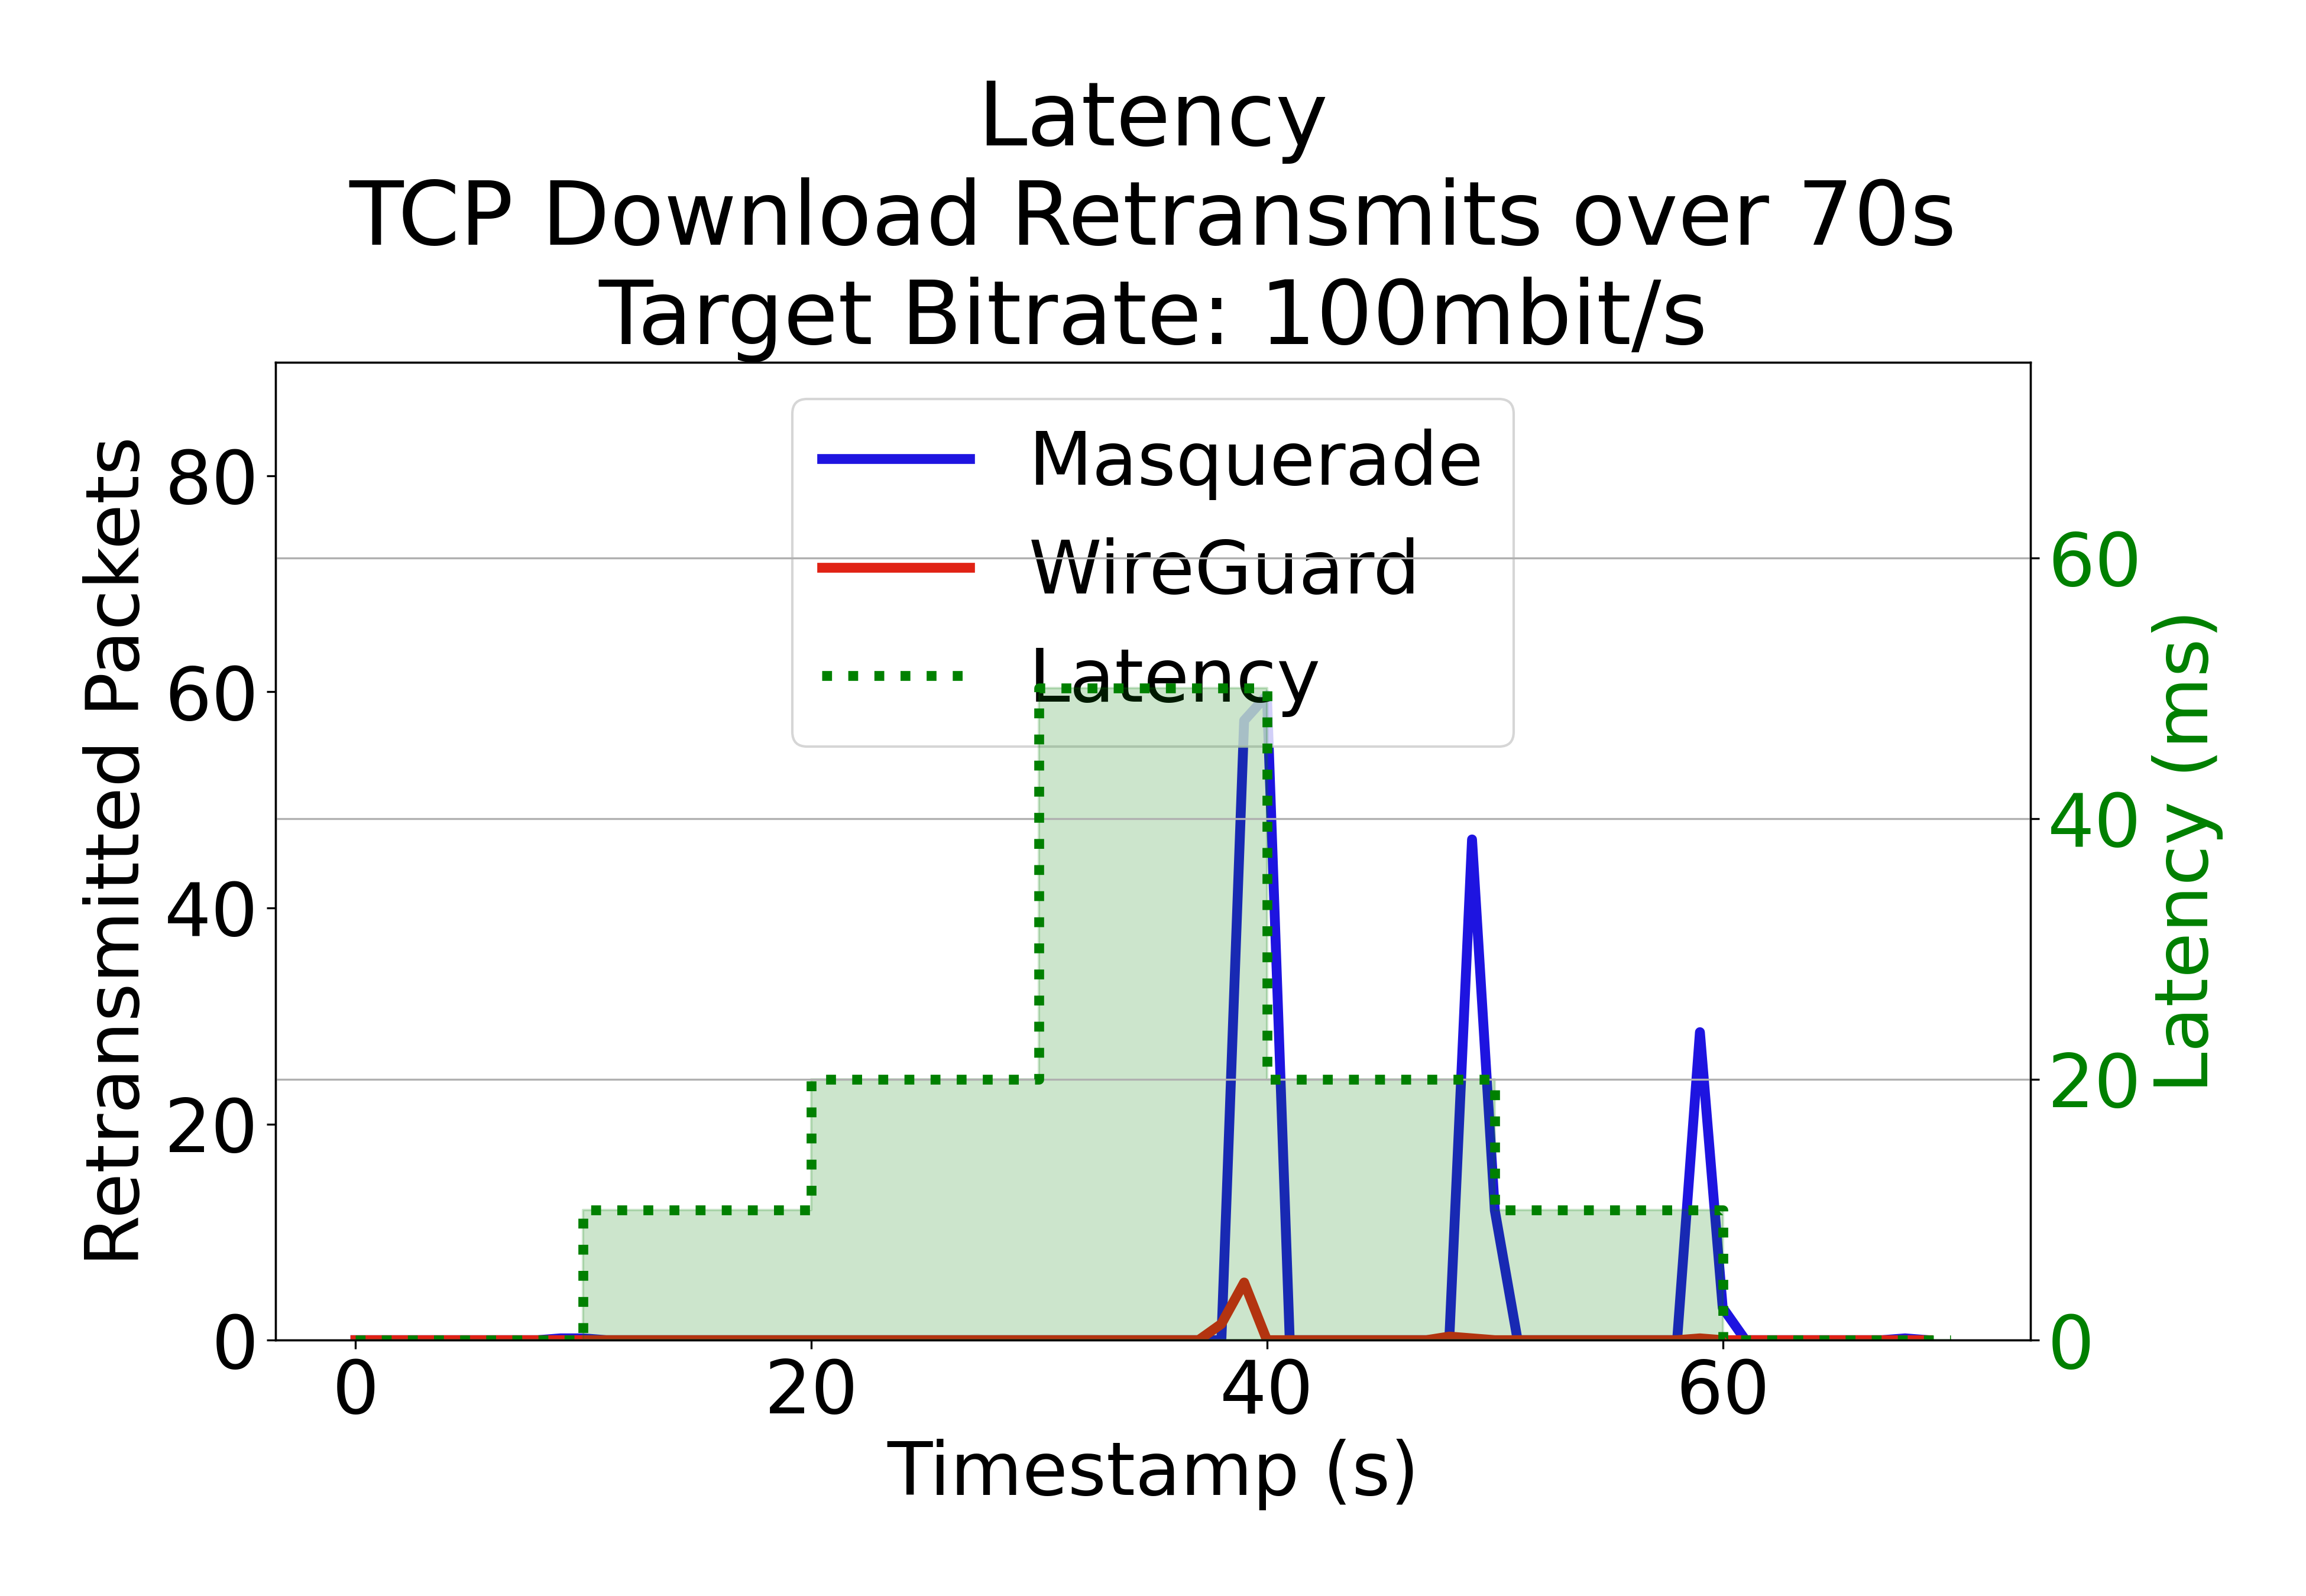 Latency
TCP Download Retransmits over 70s
Target Bitrate: 100mbit/s
Masquerade
WireGuard
Latency
Retransmitted Packets
80
60
40
20
0
60
40
20
0
Latency (ms)
0 20 40 60
Timestamp (s)